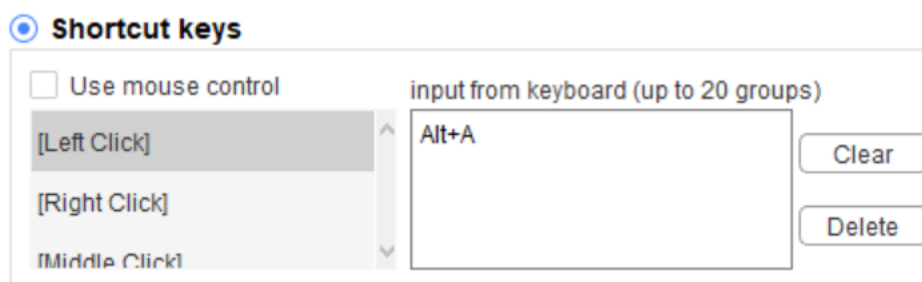 Shortcut keys
Use mouse control
input from keyboard (up to 20 groups)
[Left Click]
Alt+A
Clear
[Right Click]
Delete
[Middle Click]